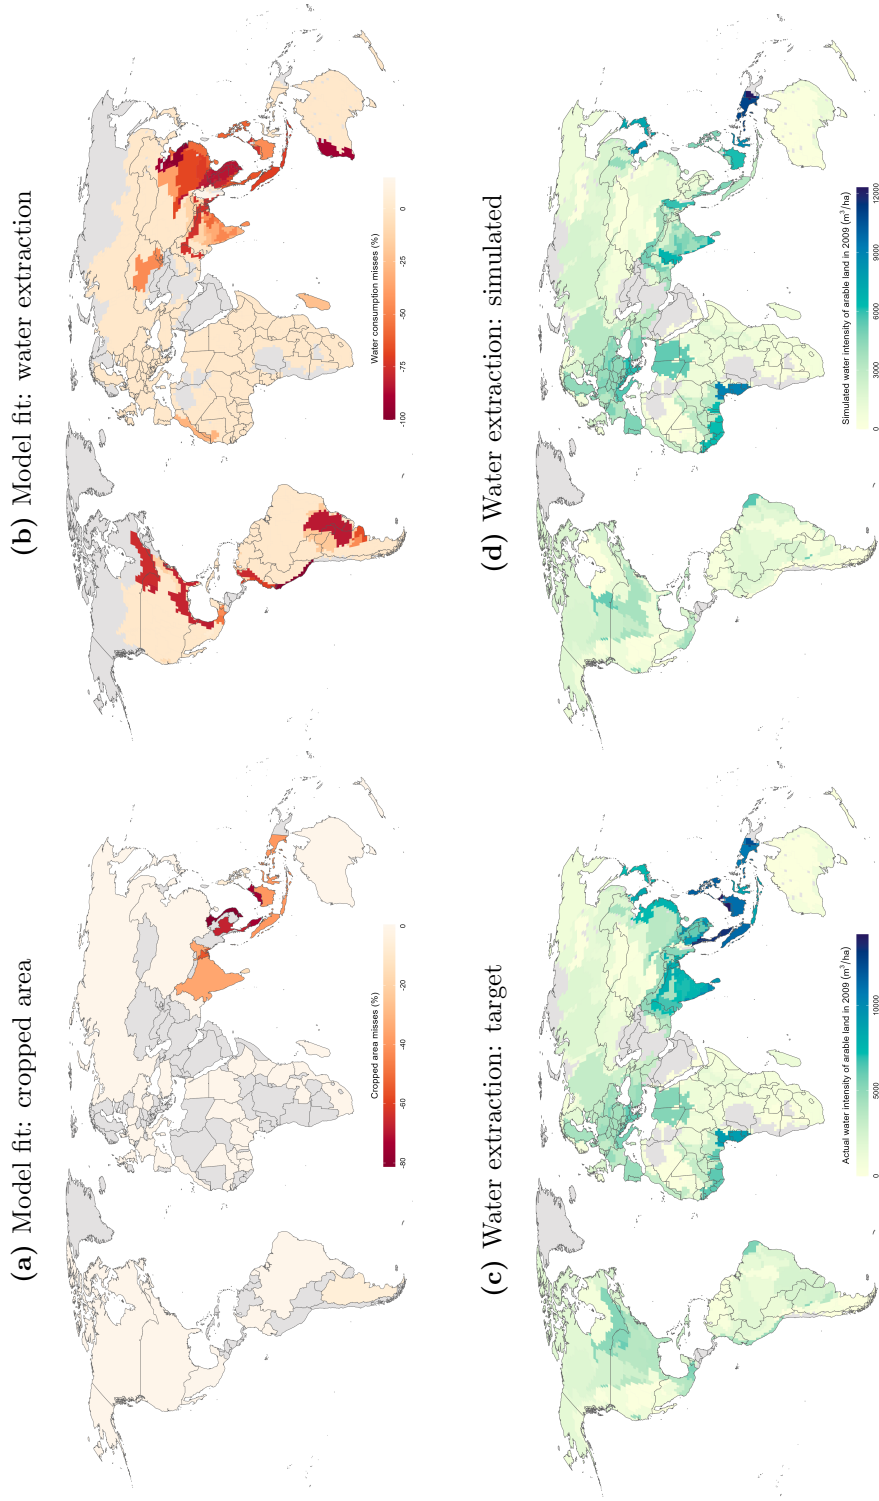 (a) Model fit: cropped area
Cropped area misses (%)
-80 -60 -40 -20 0
(b) Model fit: water extraction
Water consumption misses (%)
-100 -75 -50 -25 0
(c) Water extraction: target
Actual water intensity of arable land in 2009 (m³/ha)
0 5000 10000
(d) Water extraction: simulated
Simulated water intensity of arable land in 2009 (m³/ha)
0 3000 6000 9000 12000